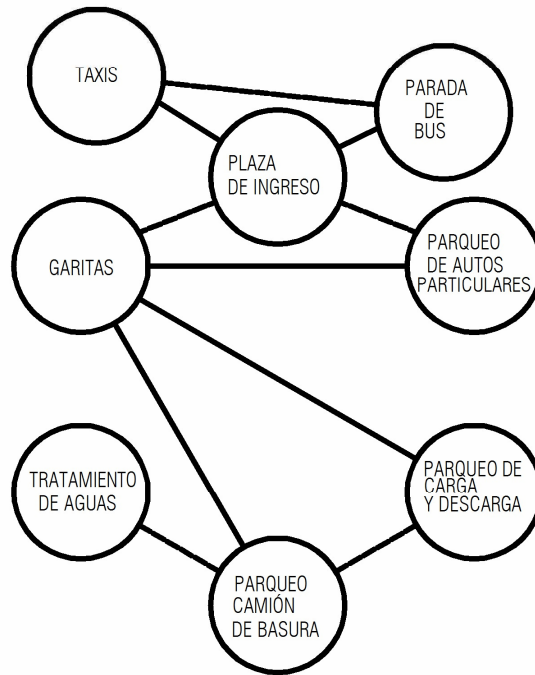 TAXIS
PARADA
DE
BUS
PLAZA
DE INGRESO
GARITAS
PARQUEO
DE AUTOS
PARTICULARES
TRATAMIENTO
DE AGUAS
PARQUEO DE
CARGA
Y DESCARGA
PARQUEO
CAMIÓN
DE BASURA